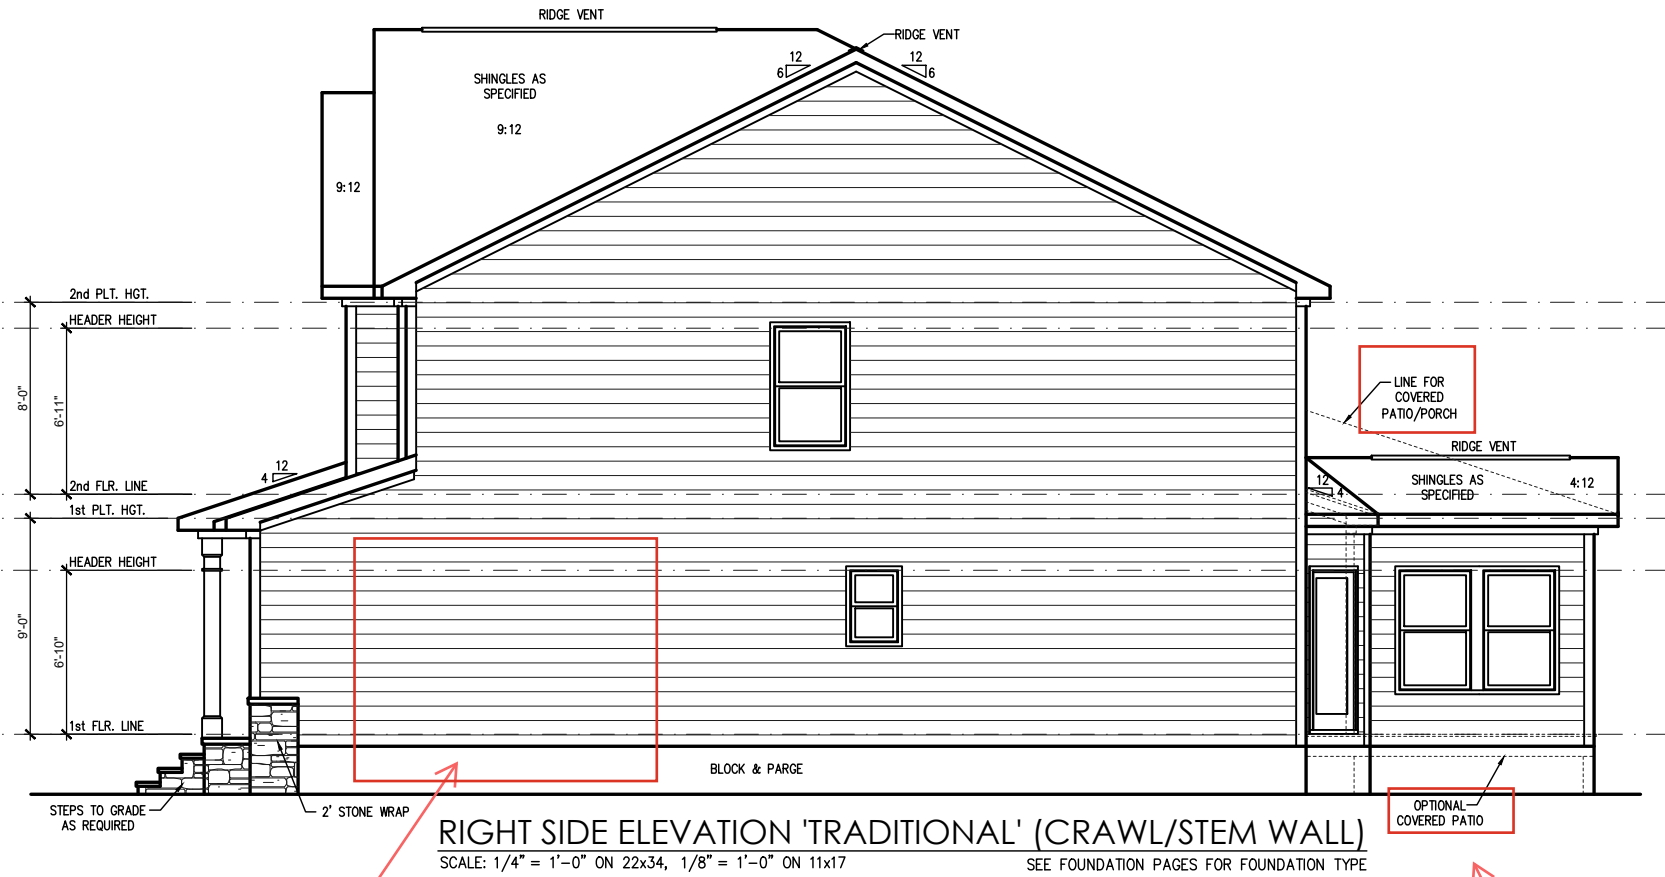 RIDGE VENT
RIDGE VENT
12
6
12
6
SHINGLES AS
SPECIFIED
9:12
9:12
2nd PLT. HGT.
HEADER HEIGHT
8'-0"
6'-11"
LINE FOR
COVERED
PATIO/PORCH
RIDGE VENT
12
4
2nd FLR. LINE
1st PLT. HGT.
12
4
SHINGLES AS
SPECIFIED
4:12
HEADER HEIGHT
9'-0"
6'-10"
1st FLR. LINE
BLOCK & PARGE
STEPS TO GRADE
AS REQUIRED
2' STONE WRAP
OPTIONAL
COVERED PATIO
RIGHT SIDE ELEVATION 'TRADITIONAL' (CRAWL/STEM WALL)
SCALE: 1/4" = 1'-0" ON 22x34, 1/8" = 1'-0" ON 11x17
SEE FOUNDATION PAGES FOR FOUNDATION TYPE